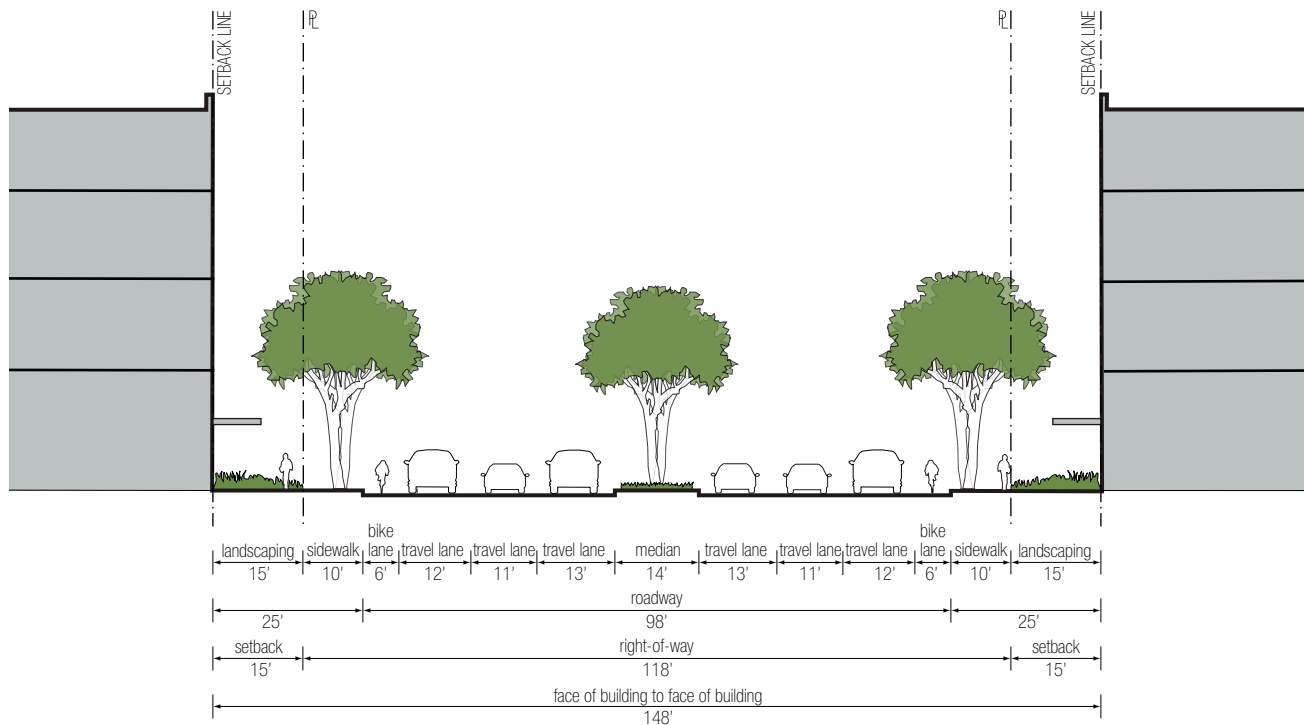 SETBACK LINE
PL
PL
SETBACK LINE
bike
lane
bike
lane
landscaping sidewalk travel lane travel lane travel lane median travel lane travel lane travel lane sidewalk landscaping
15' 10' 6' 12' 11' 13' 14' 13' 11' 12' 6' 10' 15'
roadway
25' 98' 25'
setback right-of-way setback
15' 118' 15'
face of building to face of building
148'